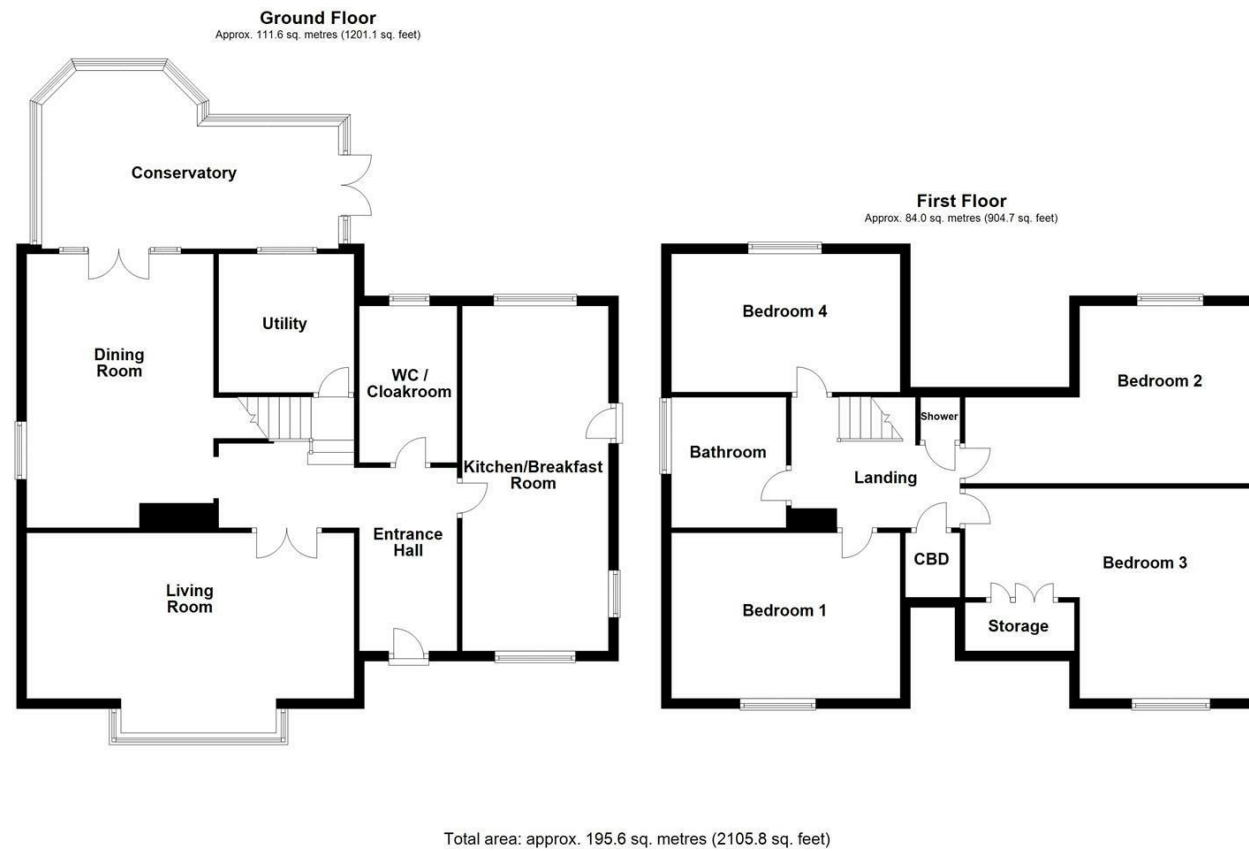 Ground Floor
Approx. 111.6 sq. metres (1201.1 sq. feet)
Conservatory
Utility
Dining
Room
WC /
Cloakroom
Kitchen/Breakfast
Room
Entrance
Hall
Living
Room
First Floor
Approx. 84.0 sq. metres (904.7 sq. feet)
Bedroom 4
Bedroom 2
Shower
Bathroom
Landing
CBD
Bedroom 3
Bedroom 1
Storage
Total area: approx. 195.6 sq. metres (2105.8 sq. feet)